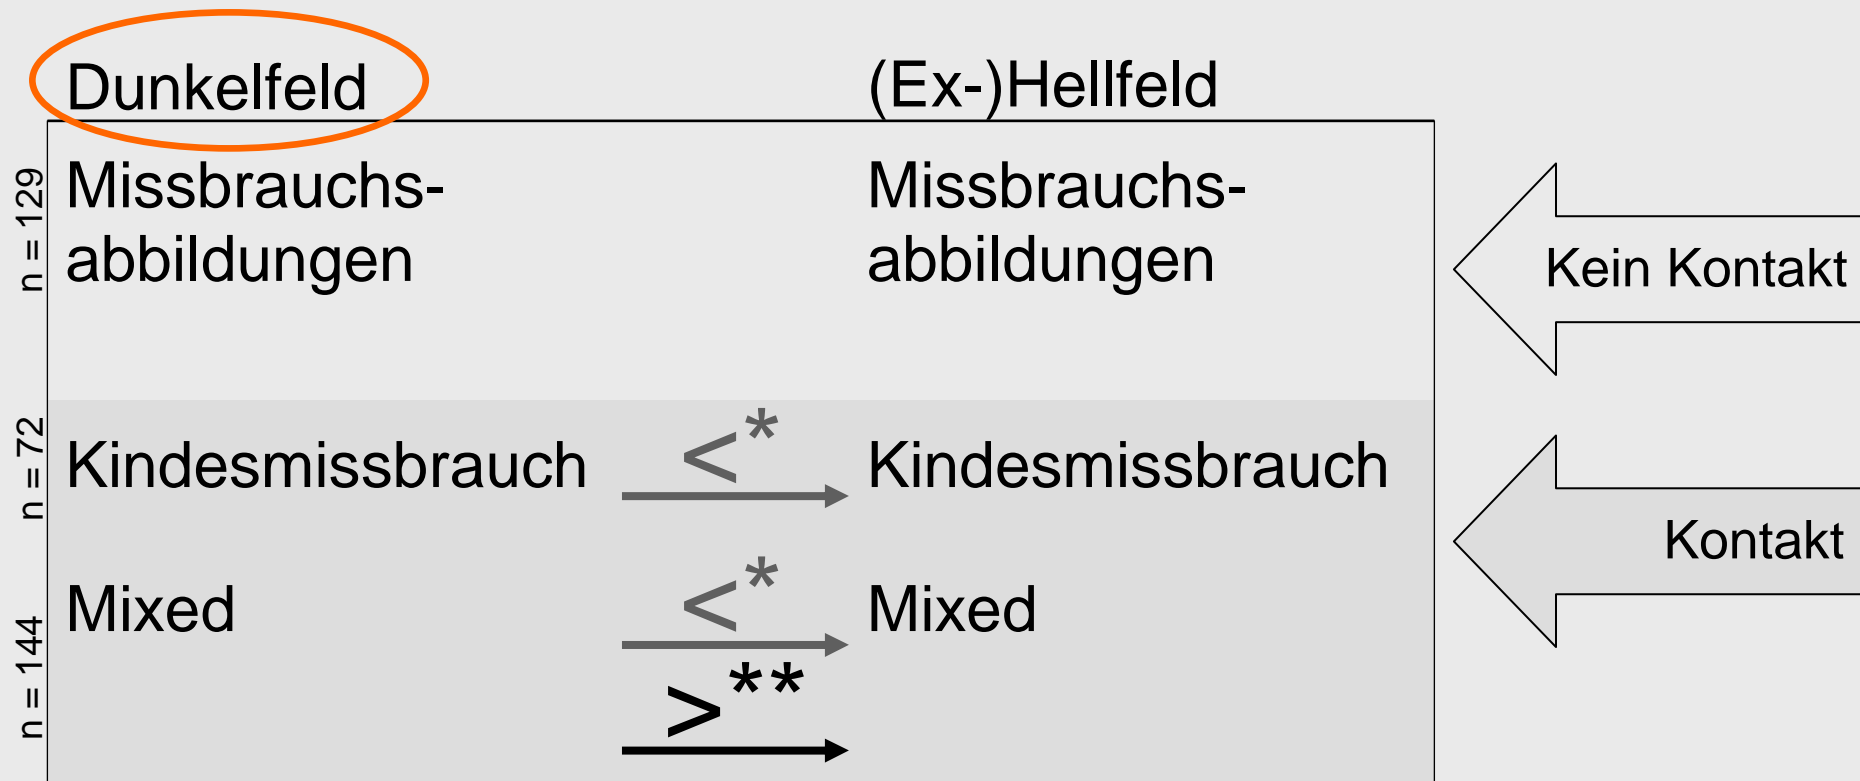 Dunkelfeld (Ex-)Hellfeld
n = 129
Missbrauchs- Missbrauchs-
abbildungen abbildungen
Kein Kontakt
n = 72
Kindesmissbrauch <* Kindesmissbrauch
Kontakt
n = 144
Mixed <* Mixed
>**